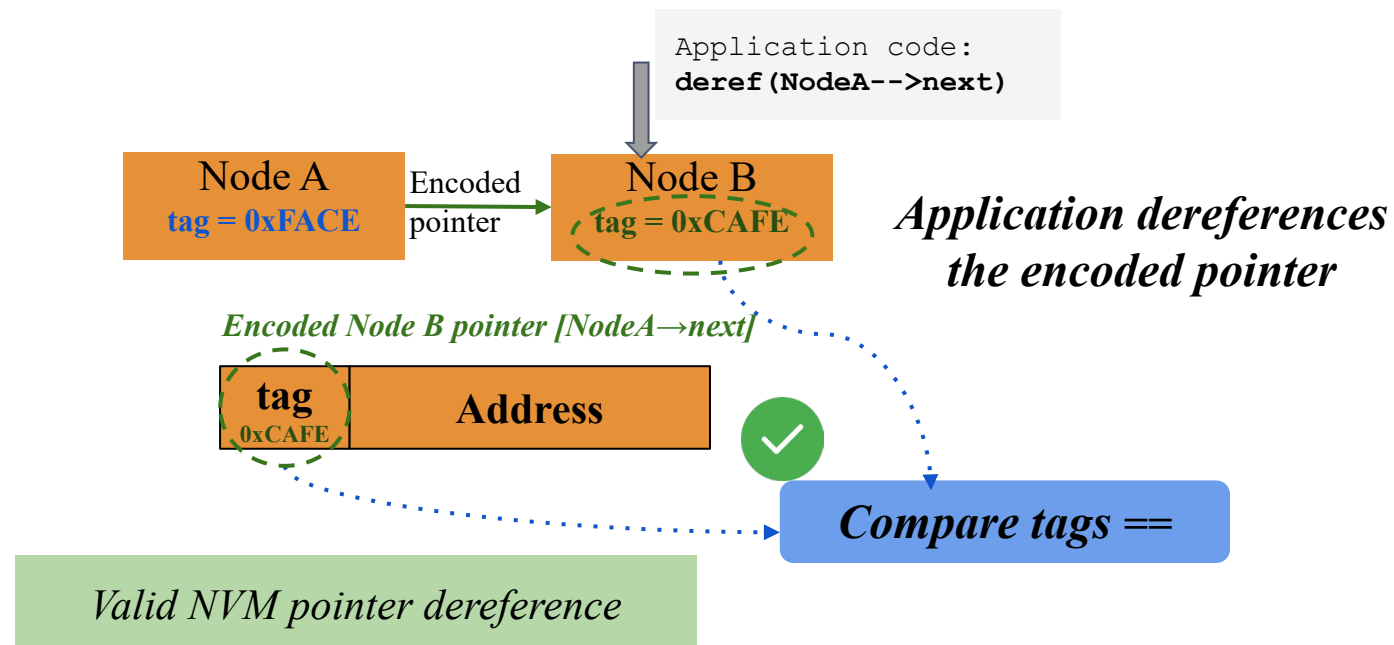 Application code:
deref(NodeA-->next)
Node A
tag = 0xFACE
Encoded
pointer
Node B
tag = 0xCAFE
Application dereferences
the encoded pointer
Encoded Node B pointer [NodeA→next]
tag
0xCAFE
Address
Compare tags ==
Valid NVM pointer dereference